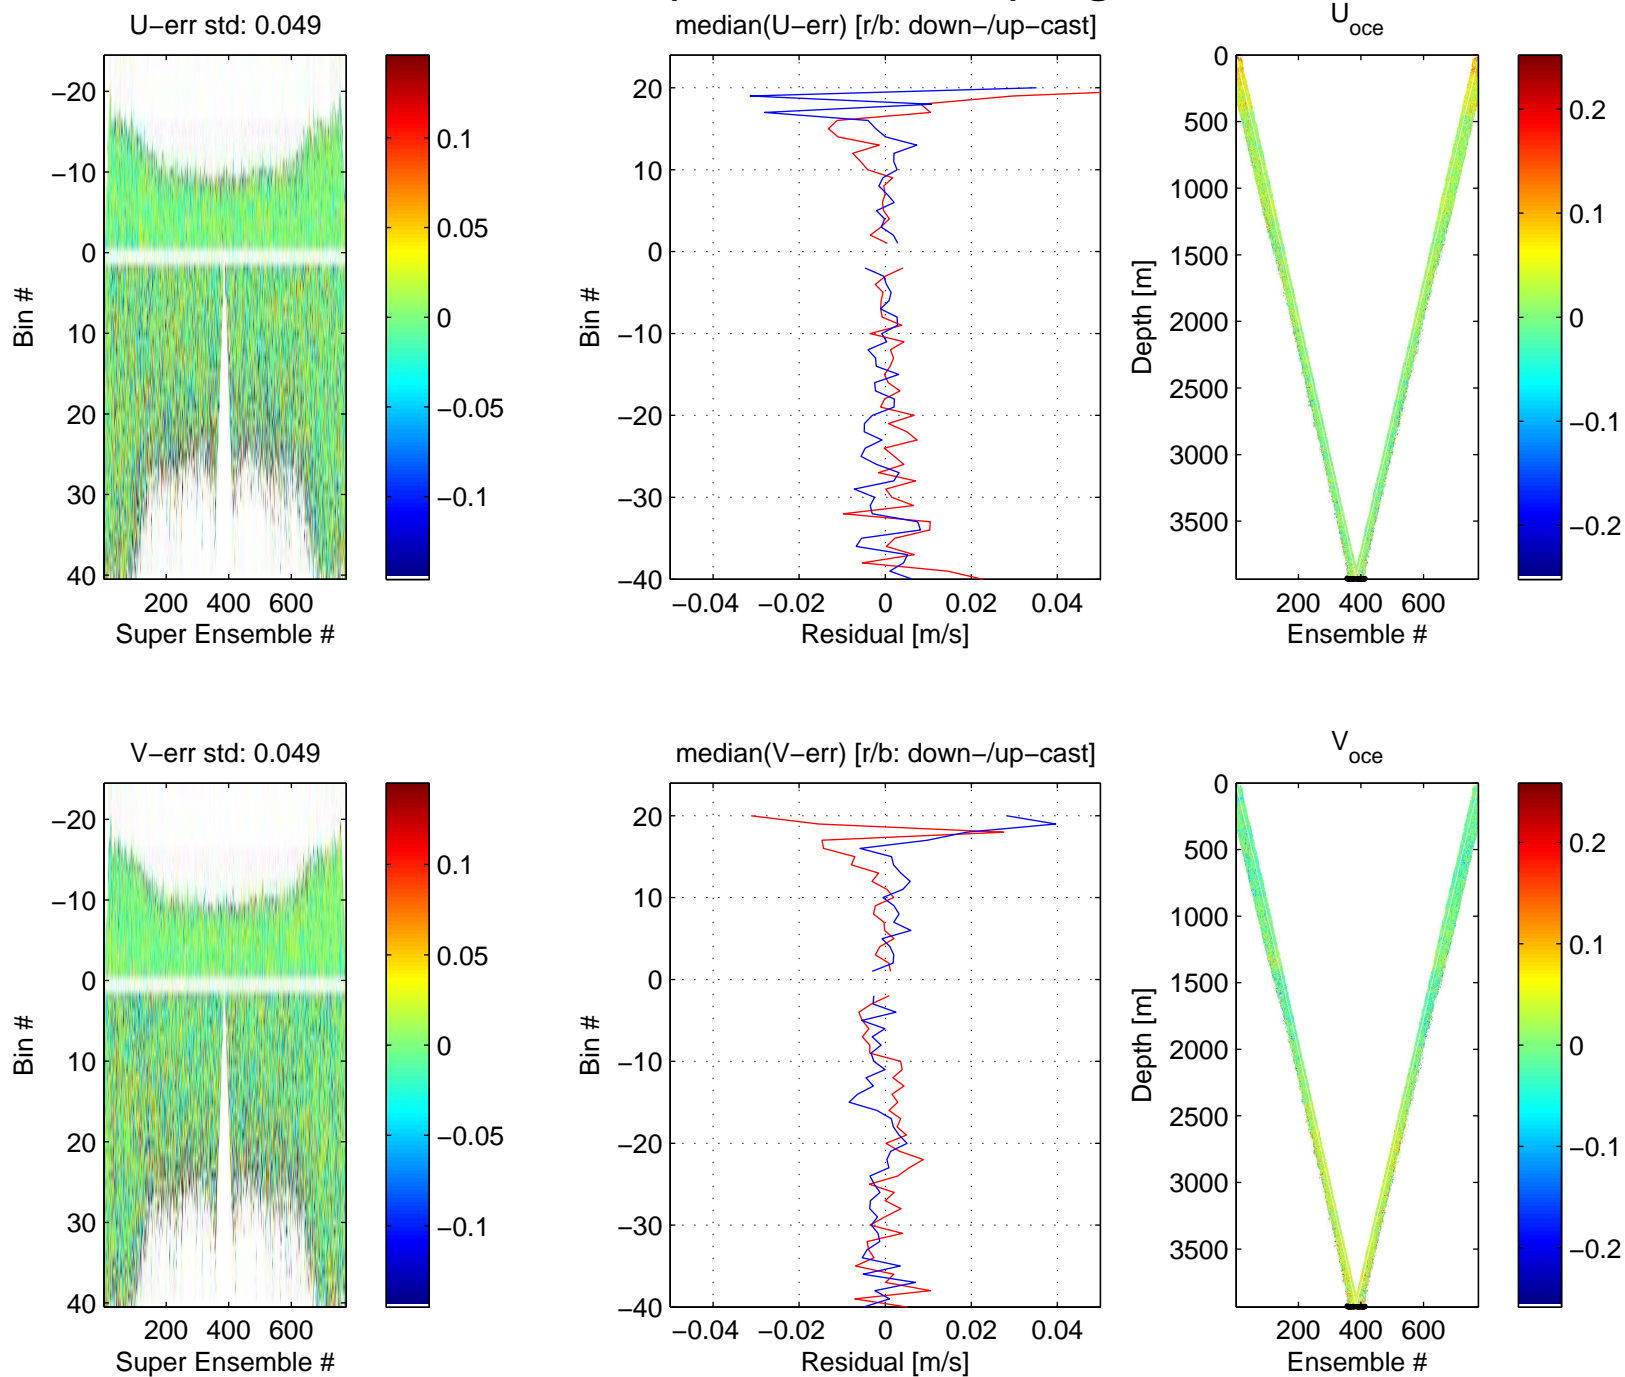 U−err std: 0.049
−20
−10
0
10
20
30
40
Bin #
200 400 600
Super Ensemble #
0.1
0.05
0
−0.05
−0.1
median(U−err) [r/b: down−/up−cast]
20
10
0
−10
−20
−30
−40
Bin #
−0.04 −0.02 0 0.02 0.04
Residual [m/s]
Uoce
0
500
1000
1500
2000
2500
3000
3500
Depth [m]
200 400 600
Ensemble #
0.2
0.1
0
−0.1
−0.2
V−err std: 0.049
−20
−10
0
10
20
30
40
Bin #
200 400 600
Super Ensemble #
0.1
0.05
0
−0.05
−0.1
median(V−err) [r/b: down−/up−cast]
20
10
0
−10
−20
−30
−40
Bin #
−0.04 −0.02 0 0.02 0.04
Residual [m/s]
Voce
0
500
1000
1500
2000
2500
3000
3500
Depth [m]
200 400 600
Ensemble #
0.2
0.1
0
−0.1
−0.2